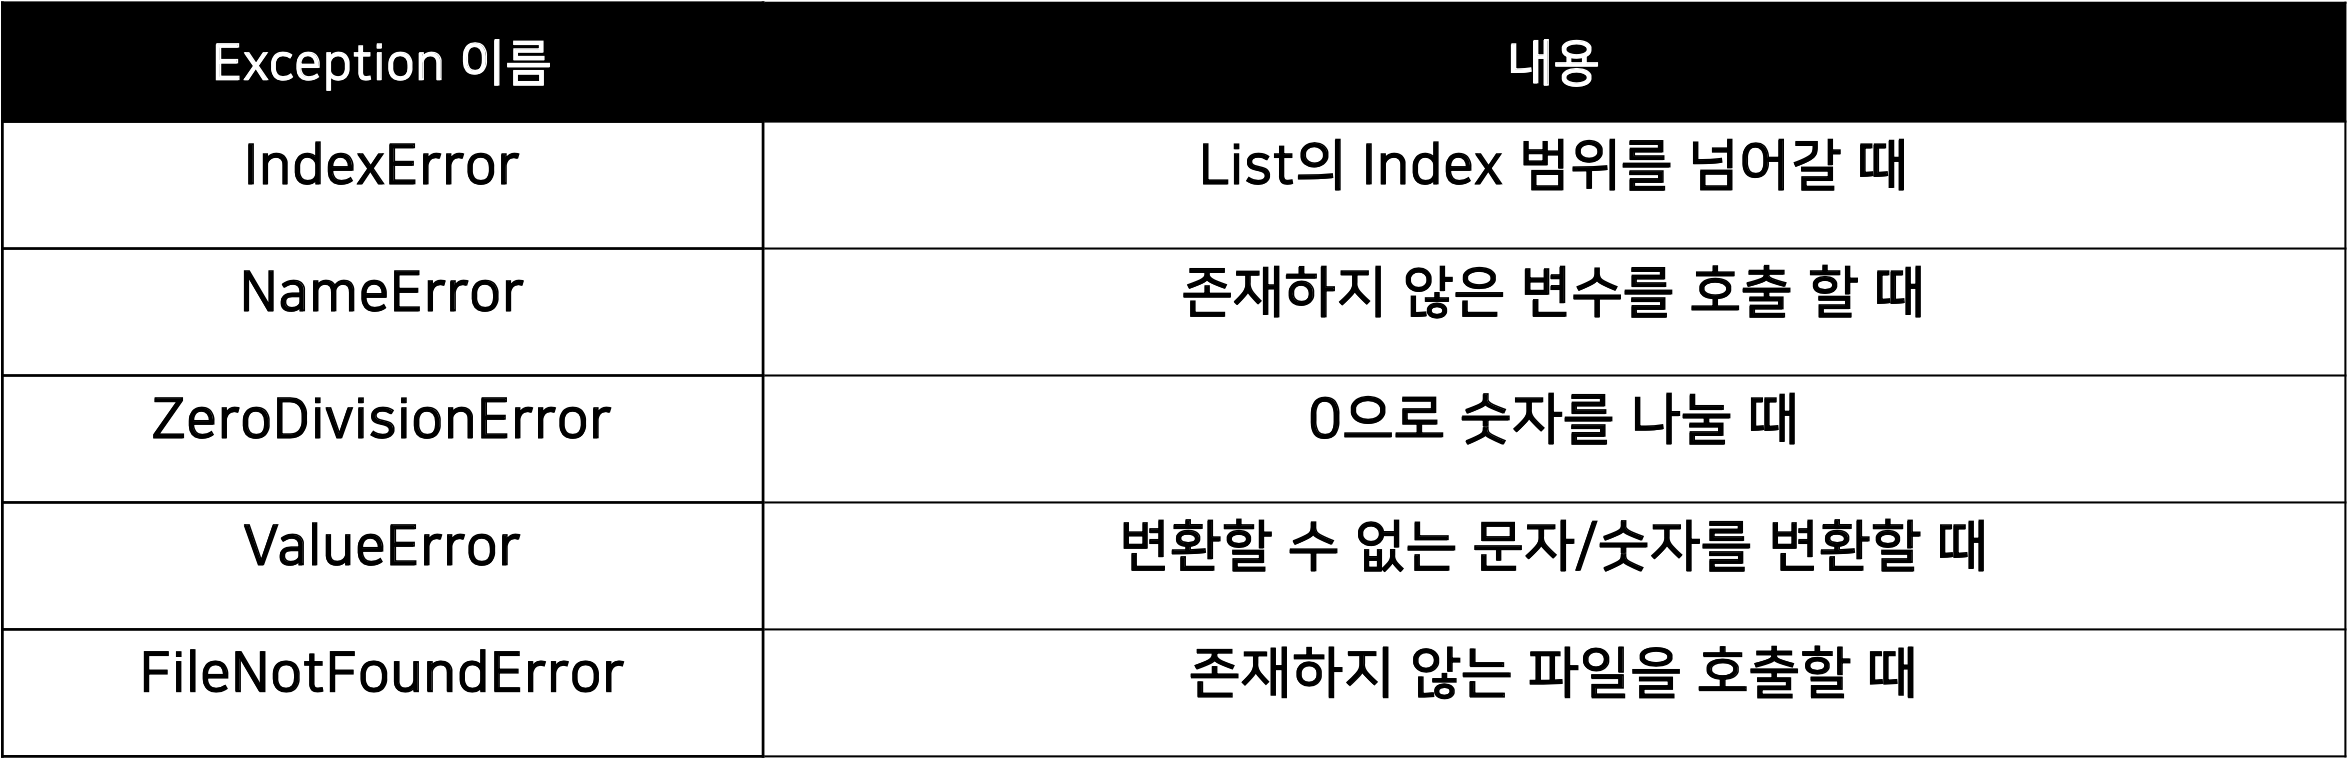 Exception 이름 내용
IndexError List의 Index 범위를 넘어갈 때
NameError 존재하지 않은 변수를 호출 할 때
ZeroDivisionError 0으로 숫자를 나눌 때
ValueError 변환할 수 없는 문자/숫자를 변환할 때
FileNotFoundError 존재하지 않는 파일을 호출할 때